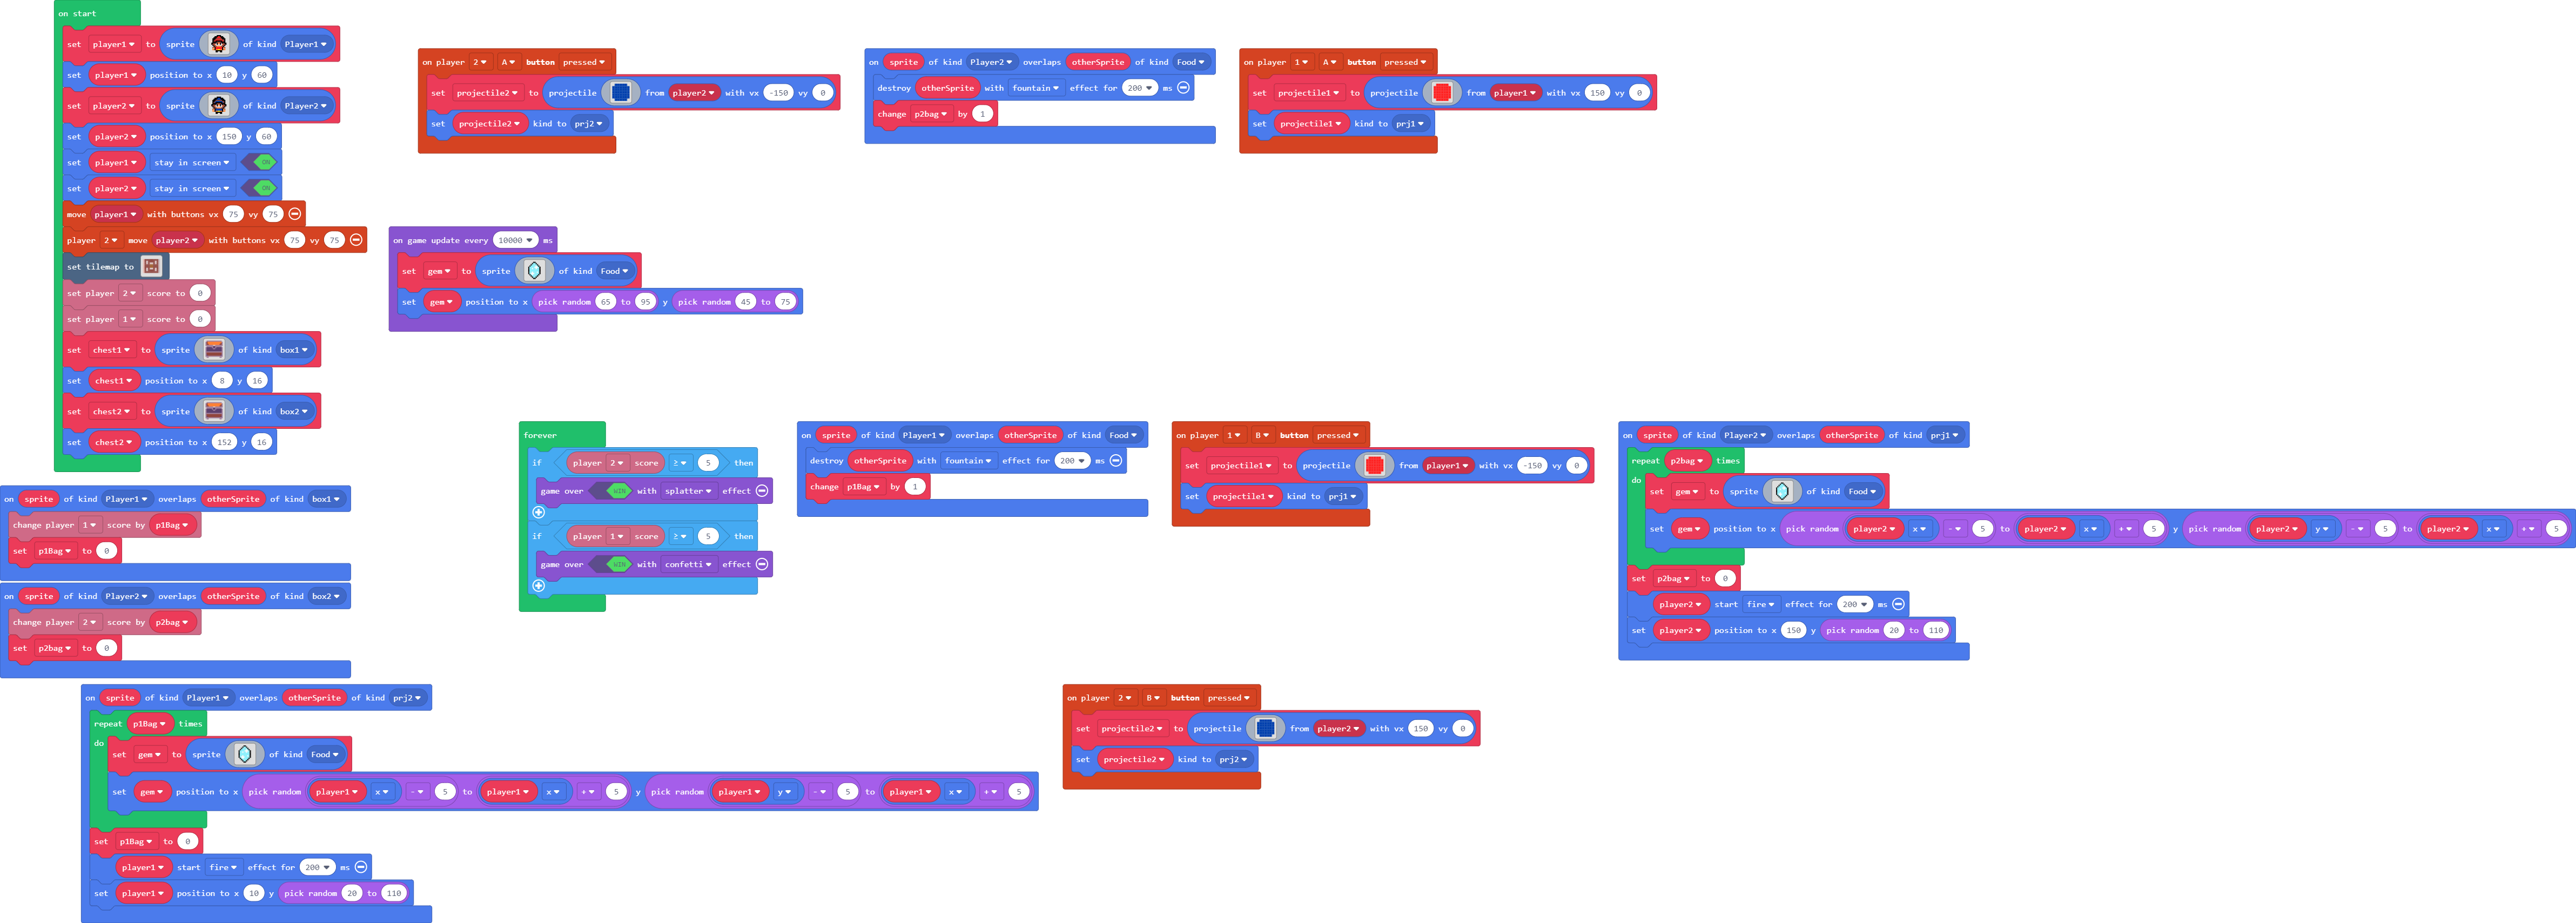 on start
set player1 to sprite of kind Player1
set player1 position to x 10 y 60
set player2 to sprite of kind Player2
set player2 position to x 150 y 60
set player1 stay in screen ON
set player2 stay in screen ON
move player1 with buttons vx 75 vy 75
player 2 move player2 with buttons vx 75 vy 75
set tilemap to
set player 2 score to 0
set player 1 score to 0
set chest1 to sprite of kind box1
set chest1 position to x 8 y 16
set chest2 to sprite of kind box2
set chest2 position to x 152 y 16
on player 2 A button pressed
set projectile2 to projectile from player2 with vx -150 vy 0
set projectile2 kind to prj2
on sprite of kind Player2 overlaps otherSprite of kind Food
destroy otherSprite with fountain effect for 200 ms
change p2bag by 1
on player 1 A button pressed
set projectile1 to projectile from player1 with vx 150 vy 0
set projectile1 kind to prj1
on game update every 10000 ms
set gem to sprite of kind Food
set gem position to x pick random 65 to 95 y pick random 45 to 75
forever
if player 2 score ≥ 5 then
game over WIN with splatter effect
if player 1 score ≥ 5 then
game over WIN with confetti effect
on sprite of kind Player1 overlaps otherSprite of kind Food
destroy otherSprite with fountain effect for 200 ms
change p1Bag by 1
on player 1 B button pressed
set projectile1 to projectile from player1 with vx -150 vy 0
set projectile1 kind to prj1
on sprite of kind Player2 overlaps otherSprite of kind prj1
repeat p2bag times
do
set gem to sprite of kind Food
set gem position to x pick random player2 x - 5 to player2 x + 5 y pick random player2 y - 5 to player2 x + 5
set p2bag to 0
player2 start fire effect for 200 ms
set player2 position to x 150 y pick random 20 to 110
on sprite of kind Player1 overlaps otherSprite of kind box1
change player 1 score by p1Bag
set p1Bag to 0
on sprite of kind Player2 overlaps otherSprite of kind box2
change player 2 score by p2bag
set p2bag to 0
on sprite of kind Player1 overlaps otherSprite of kind prj2
repeat p1Bag times
do
set gem to sprite of kind Food
set gem position to x pick random player1 x - 5 to player1 x + 5 y pick random player1 y - 5 to player1 x + 5
set p1Bag to 0
player1 start fire effect for 200 ms
set player1 position to x 10 y pick random 20 to 110
on player 2 B button pressed
set projectile2 to projectile from player2 with vx 150 vy 0
set projectile2 kind to prj2